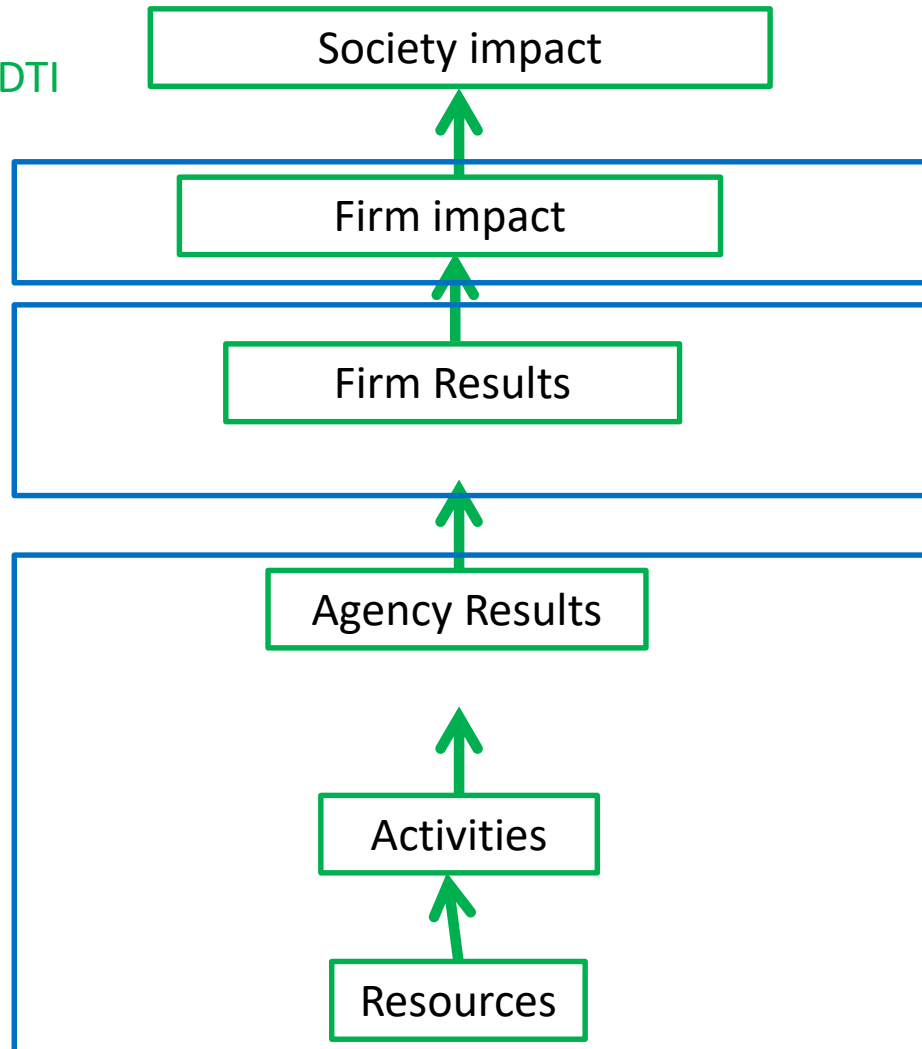 Society impact
DTI
Firm impact
Firm Results
Agency Results
Activities
Resources